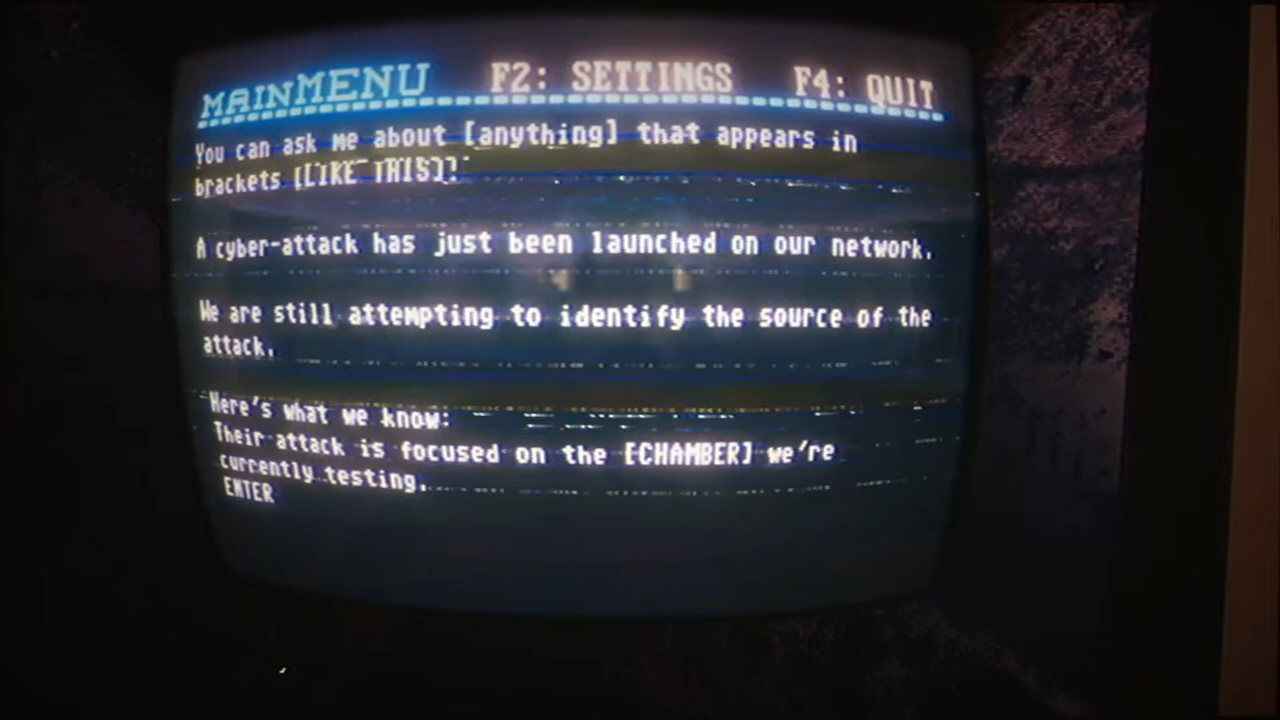 MAINMENU F2: SETTINGS F4: QUIT
You can ask me about [anything] that appears in
brackets [[LIKE THIS]]!
A cyber-attack has just been launched on our network.
We are still attempting to identify the source of the
attack.
Here's what we know:
Their attack is focused on the [CHAMBER] we're
currently testing.
ENTER